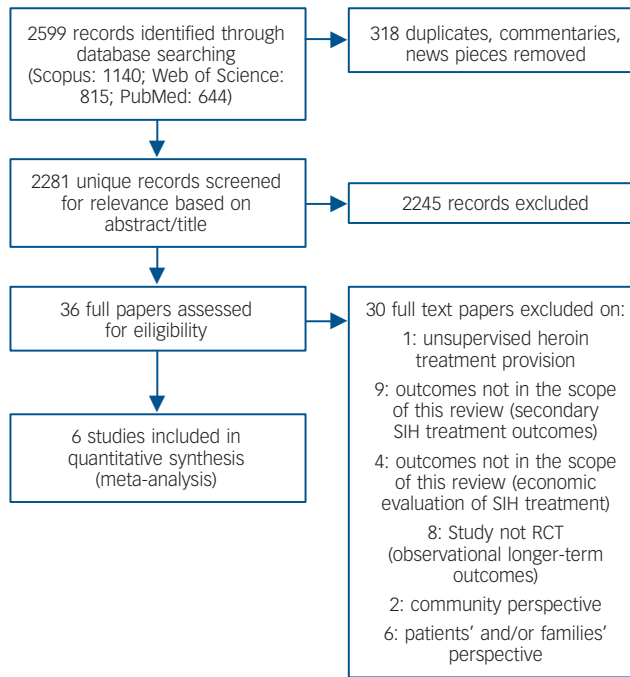 2599 records identified through
database searching
(Scopus: 1140; Web of Science:
815; PubMed: 644)
318 duplicates, commentaries,
news pieces removed
2281 unique records screened
for relevance based on
abstract/title
2245 records excluded
36 full papers assessed
for eiligibility
30 full text papers excluded on:
1: unsupervised heroin
treatment provision
9: outcomes not in the scope
of this review (secondary
SIH treatment outcomes)
4: outcomes not in the scope
of this review (economic
evaluation of SIH treatment)
8: Study not RCT
(observational longer-term
outcomes)
2: community perspective
6: patients’ and/or families’
perspective
6 studies included in
quantitative synthesis
(meta-analysis)